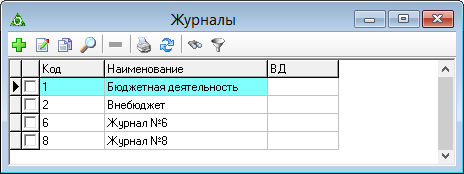 Журналы
Код Наименование ВД
1 Бюджетная деятельность
2 Внебюджет
6 Журнал №6
8 Журнал №8